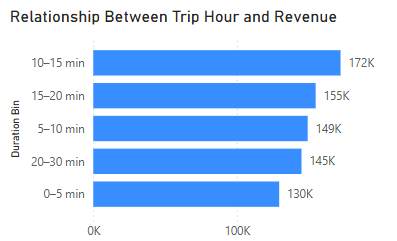 Relationship Between Trip Hour and Revenue
Duration Bin
10–15 min 172K
15–20 min 155K
5–10 min 149K
20–30 min 145K
0–5 min 130K
0K 100K